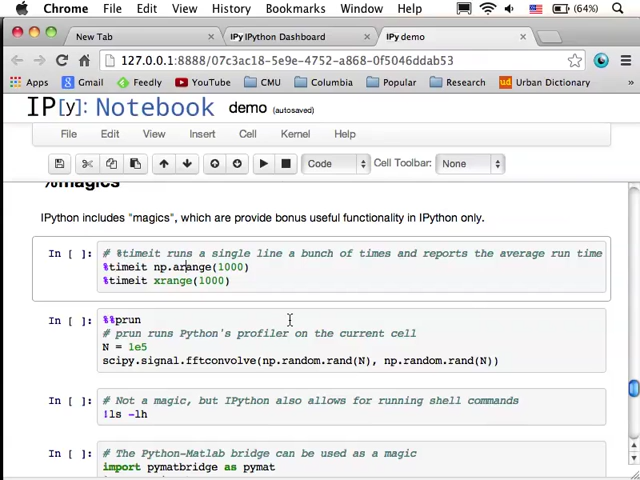 Chrome File Edit View History Bookmarks Window Help (64%)
New Tab IPy IPython Dashboard IPy demo
127.0.0.1:8888/07c3ac18-5e9e-4752-a868-0f5046ddab53
Apps Gmail Feedly YouTube CMU Columbia Popular Research Urban Dictionary
IP[y]: Notebook demo (autosaved)
File Edit View Insert Cell Kernel Help
Code Cell Toolbar: None
%magics
IPython includes "magics", which are provide bonus useful functionality in IPython only.
In [ ]: # %timeit runs a single line a bunch of times and reports the average run time
%timeit np.arange(1000)
%timeit xrange(1000)
In [ ]: %%prun
# prun runs Python's profiler on the current cell
N = 1e5
scipy.signal.fftconvolve(np.random.rand(N), np.random.rand(N))
In [ ]: # Not a magic, but IPython also allows for running shell commands
!ls -lh
In [ ]: # The Python-Matlab bridge can be used as a magic
import pymatbridge as pymat